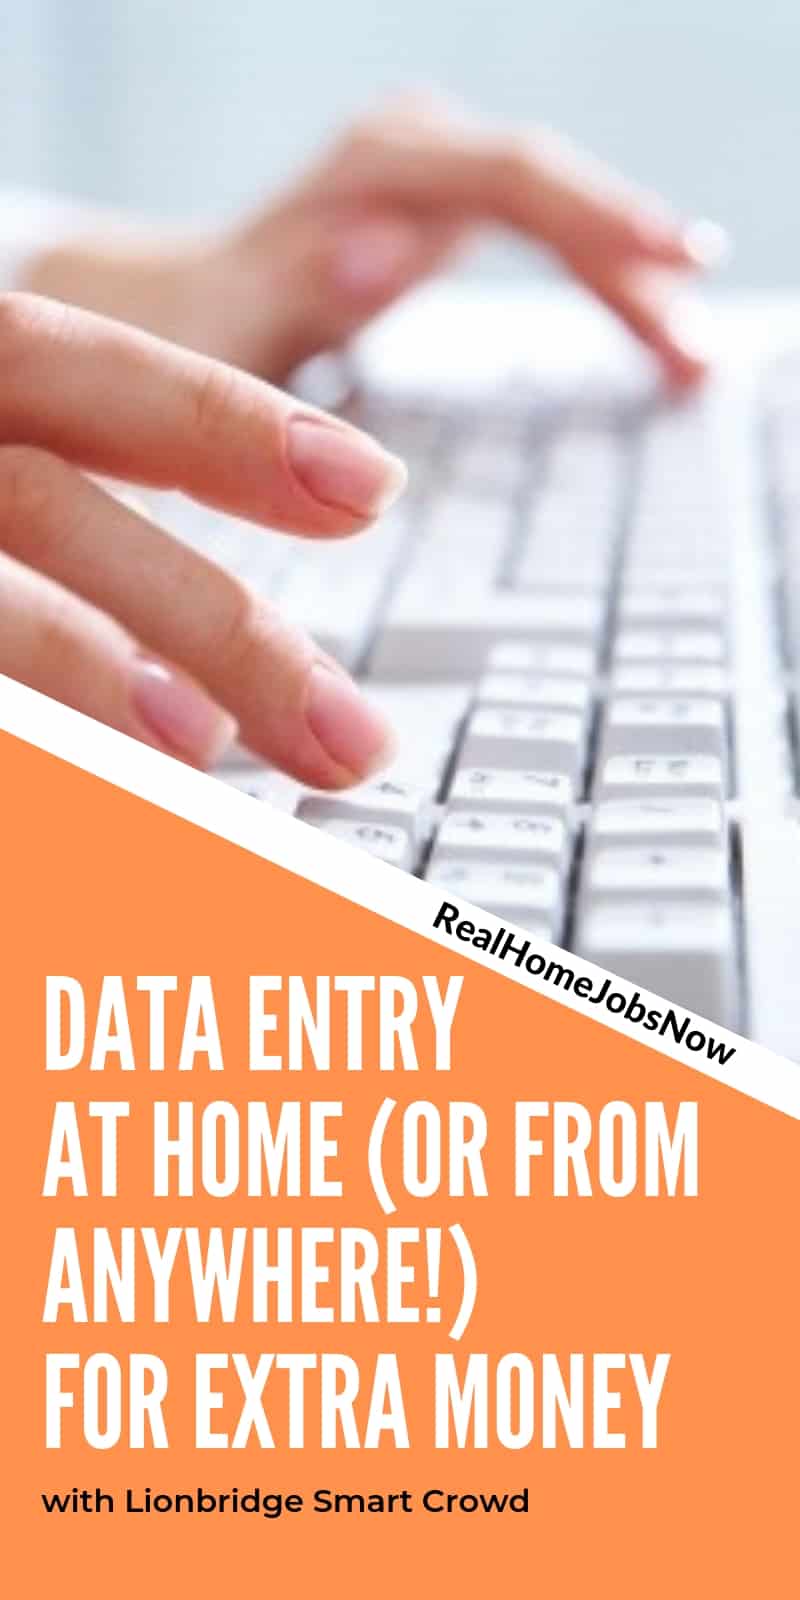 RealHomeJobsNow
DATA ENTRY
AT HOME (OR FROM
ANYWHERE!)
FOR EXTRA MONEY
with Lionbridge Smart Crowd